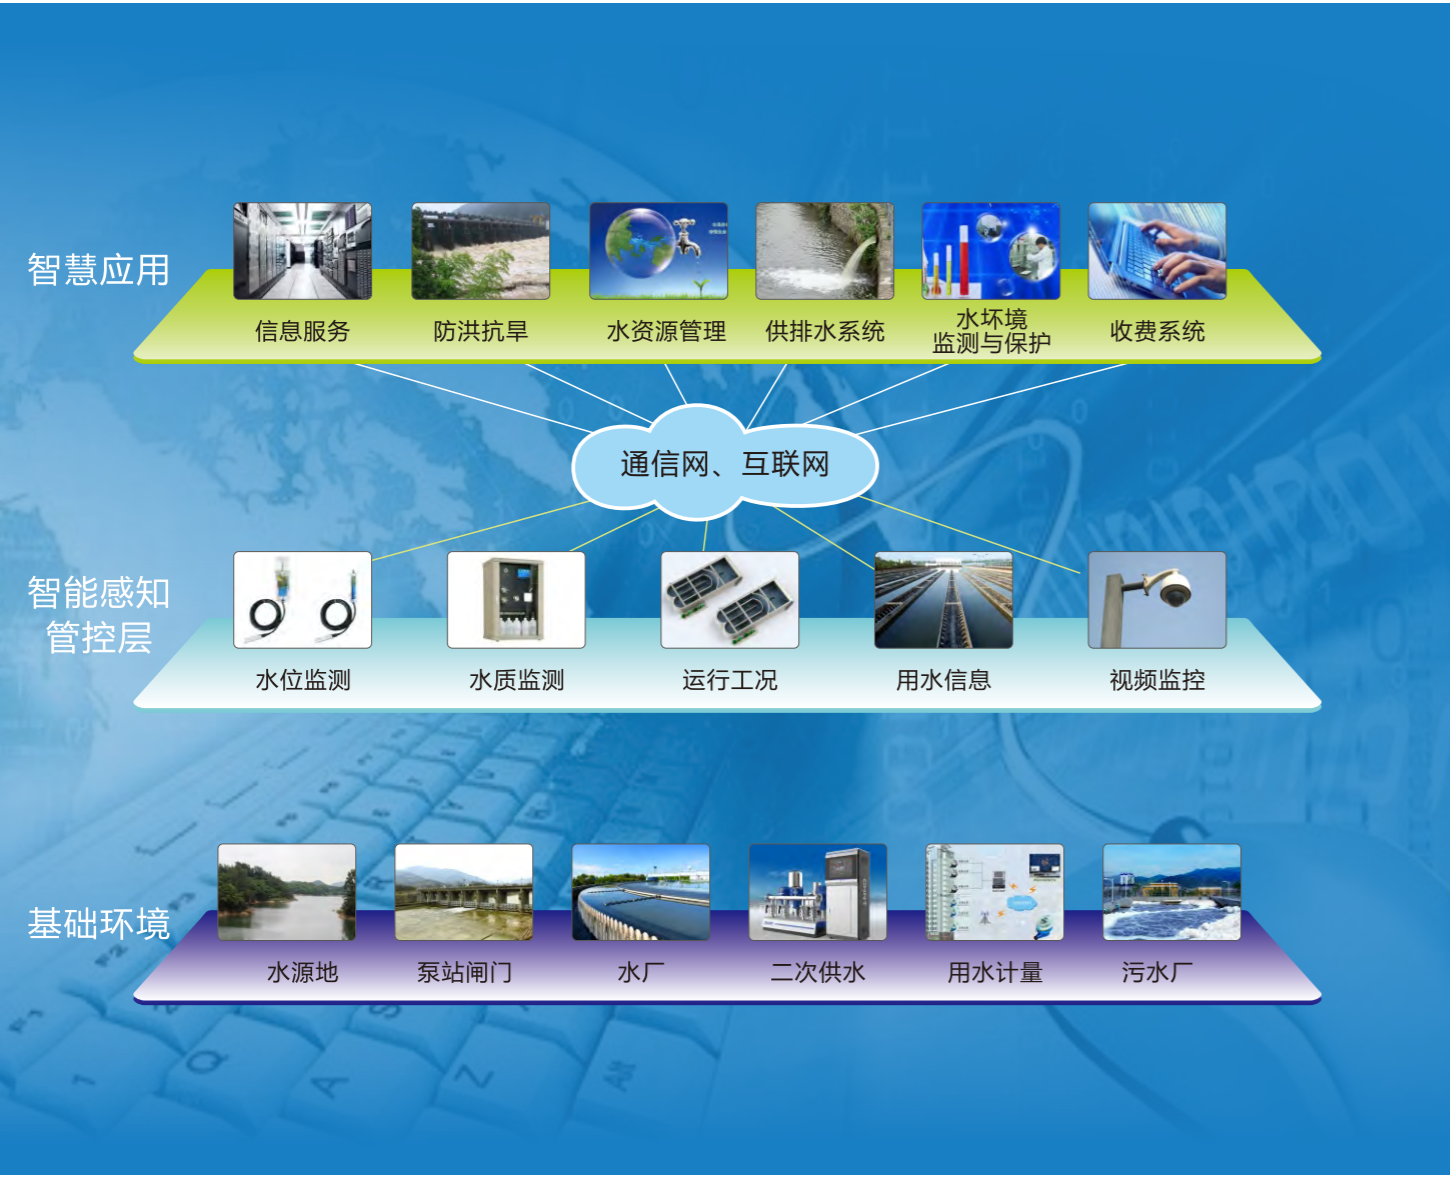 智慧应用
信息服务
防洪抗旱
水资源管理
供排水系统
水坏境
监测与保护
收费系统
通信网、互联网
智能感知
管控层
水位监测
水质监测
运行工况
用水信息
视频监控
基础环境
水源地
泵站闸门
水厂
二次供水
用水计量
污水厂